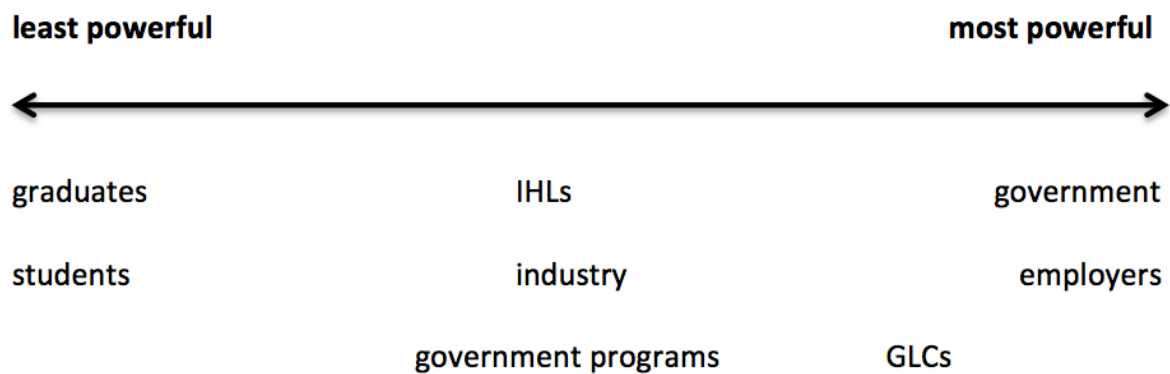 least powerful most powerful
graduates IHLs government
students industry employers
government programs GLCs